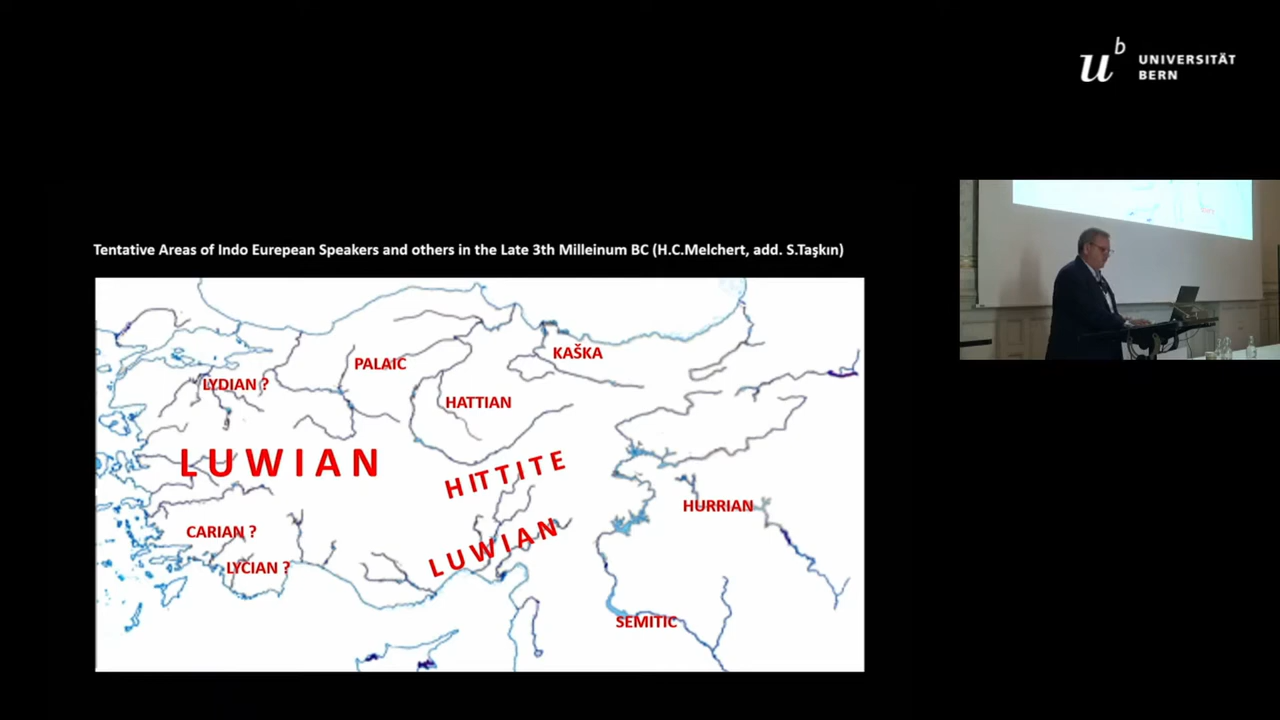 u^b UNIVERSITÄT
BERN
Tentative Areas of Indo Eurepean Speakers and others in the Late 3th Milleinum BC (H.C.Melchert, add. S.Taşkın)
KAŠKA
PALAIC
LYDIAN ?
HATTIAN
LUWIAN
HITTITE
HURRIAN
CARIAN ?
LUWIAN
LYCIAN ?
SEMITIC